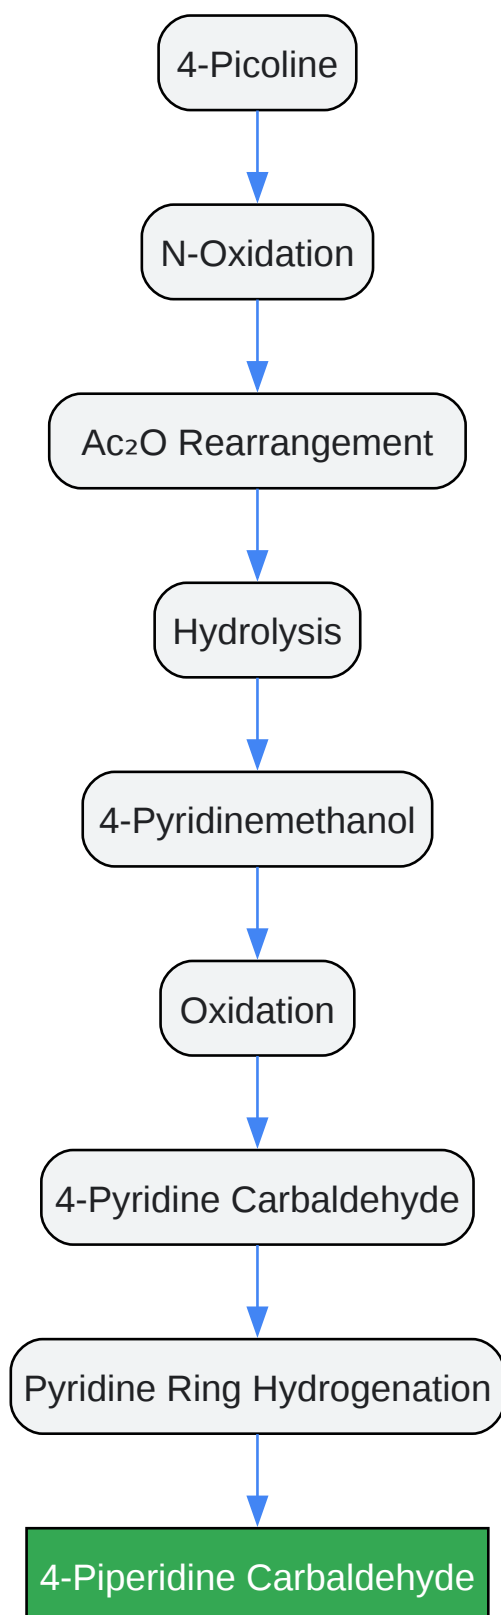 4-Picoline
N-Oxidation
Ac₂O Rearrangement
Hydrolysis
4-Pyridinemethanol
Oxidation
4-Pyridine Carbaldehyde
Pyridine Ring Hydrogenation
4-Piperidine Carbaldehyde